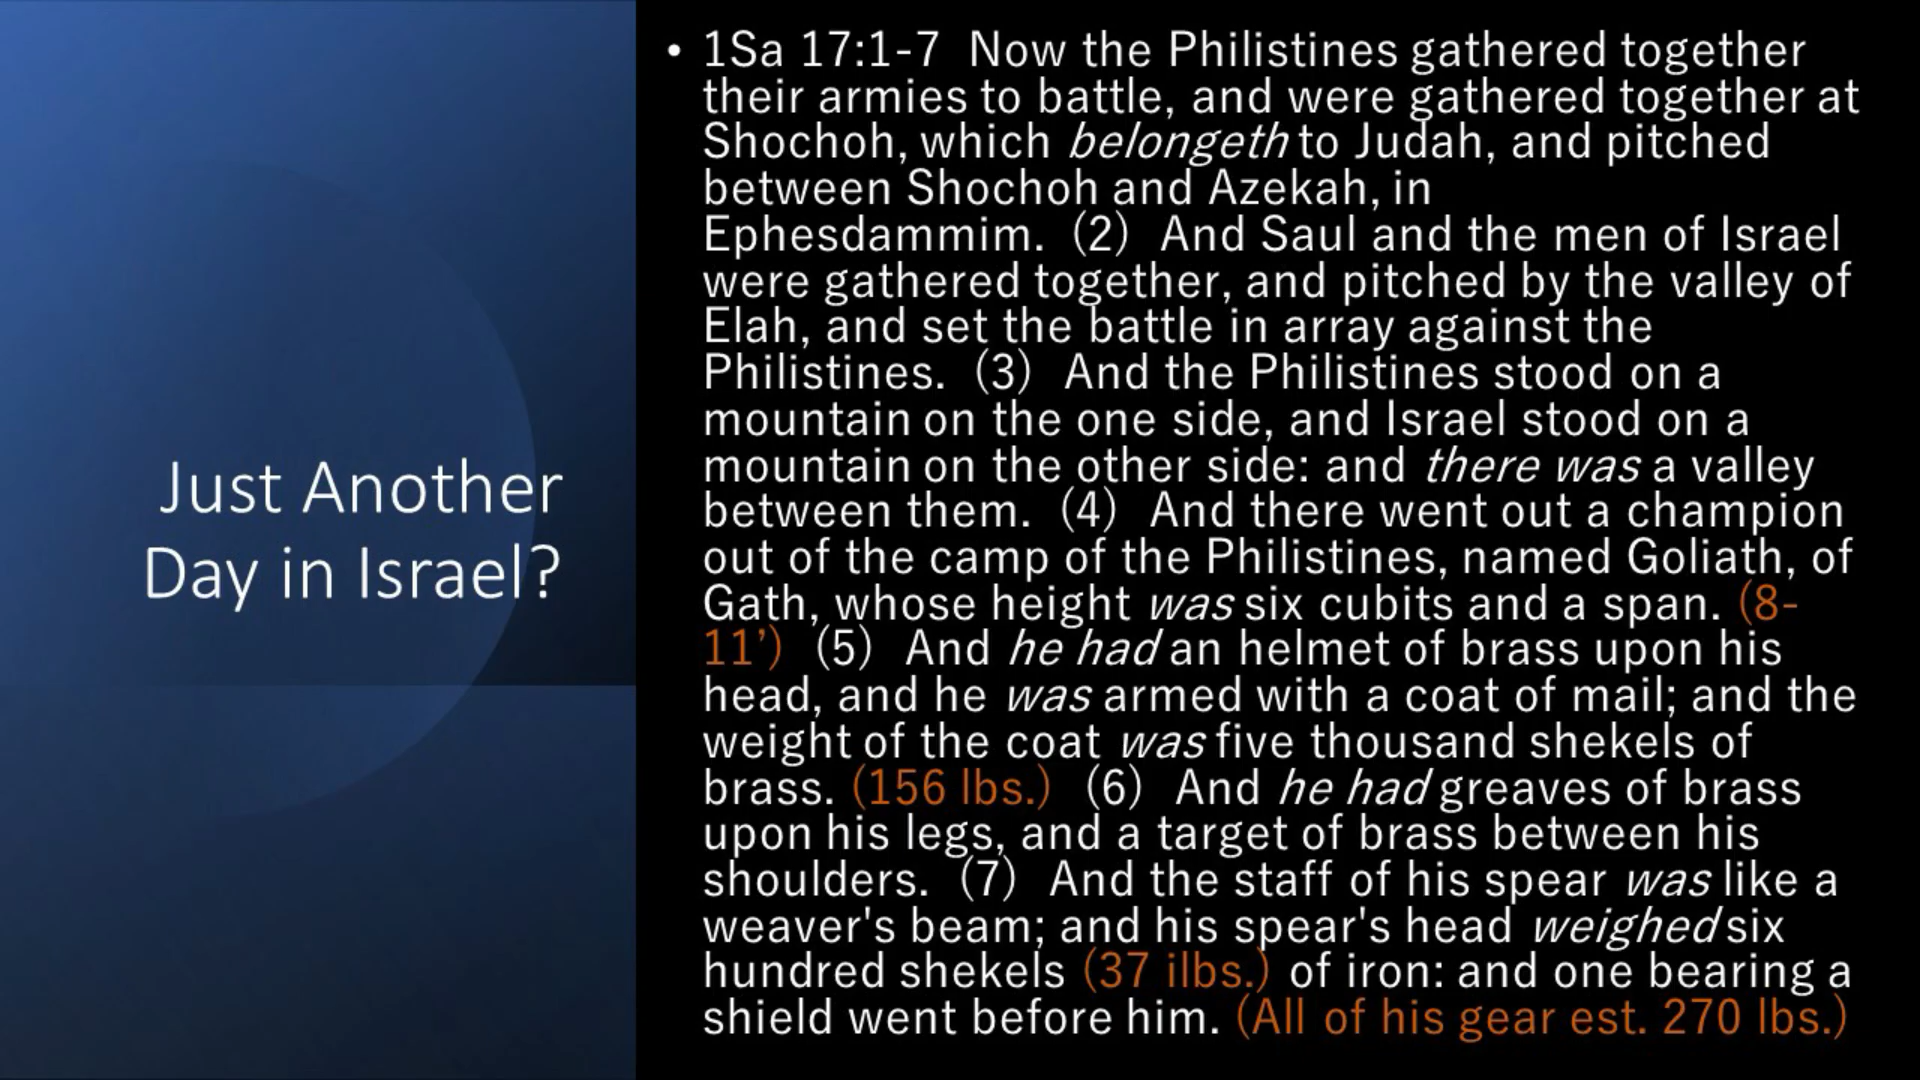 Just Another
Day in Israel?
• 1Sa 17:1-7  Now the Philistines gathered together
their armies to battle, and were gathered together at
Shochoh, which belongeth to Judah, and pitched
between Shochoh and Azekah, in
Ephesdammim.  (2)  And Saul and the men of Israel
were gathered together, and pitched by the valley of
Elah, and set the battle in array against the
Philistines.  (3)  And the Philistines stood on a
mountain on the one side, and Israel stood on a
mountain on the other side: and there was a valley
between them.  (4)  And there went out a champion
out of the camp of the Philistines, named Goliath, of
Gath, whose height was six cubits and a span. (8-
11’)  (5)  And he had an helmet of brass upon his
head, and he was armed with a coat of mail; and the
weight of the coat was five thousand shekels of
brass. (156 lbs.)  (6)  And he had greaves of brass
upon his legs, and a target of brass between his
shoulders.  (7)  And the staff of his spear was like a
weaver's beam; and his spear's head weighed six
hundred shekels (37 ilbs.) of iron: and one bearing a
shield went before him. (All of his gear est. 270 lbs.)